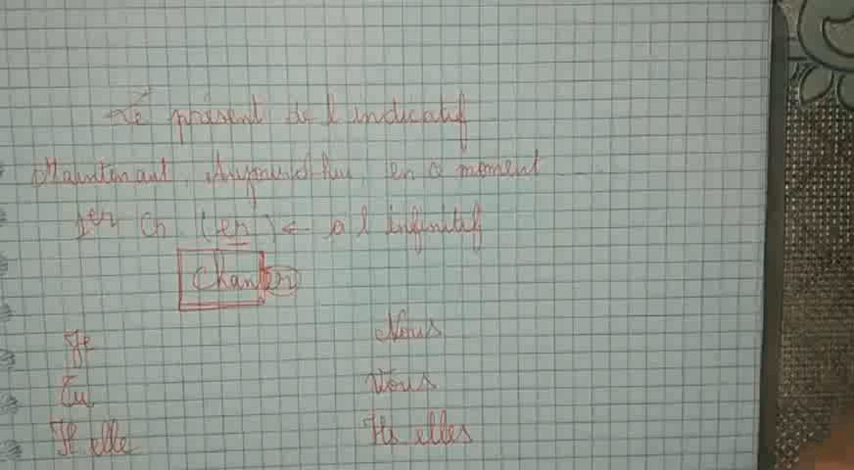 Le présent de l'indicatif
Maintenant, Aujourd'hui, en ce moment
1er Gr (er) ← a l'infinitif
Chanter
Je Nous
Tu Vous
Il elle Ils elles